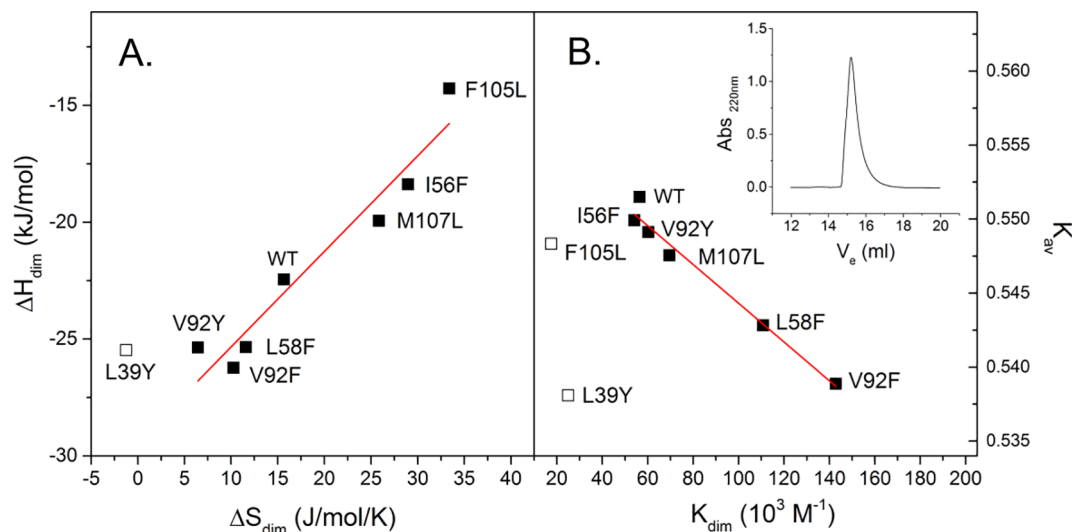 A.
-15
-20
-25
-30
ΔH_dim (kJ/mol)
F105L
I56F
M107L
WT
V92Y
L58F
L39Y
V92F
-5 0 5 10 15 20 25 30 35 40
ΔS_dim (J/mol/K)
B.
1.5
1.0
0.5
0.0
Abs 220nm
12 14 16 18 20
V_e (ml)
WT
I56F
V92Y
F105L
M107L
L58F
V92F
L39Y
0.560
0.555
0.550
0.545
0.540
0.535
K_av
20 40 60 80 100 120 140 160 180 200
K_dim (10³ M⁻¹)